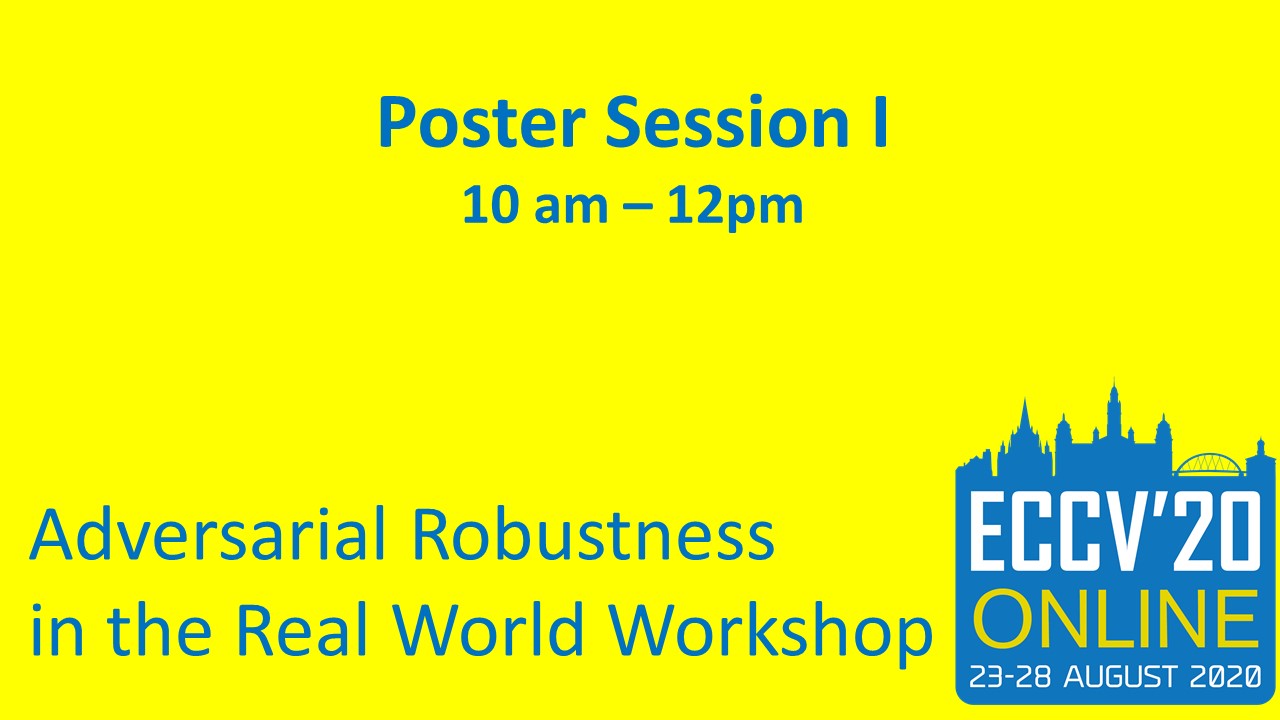 Poster Session I
10 am – 12pm
Adversarial Robustness
in the Real World Workshop
ECCV'20
ONLINE
23-28 AUGUST 2020